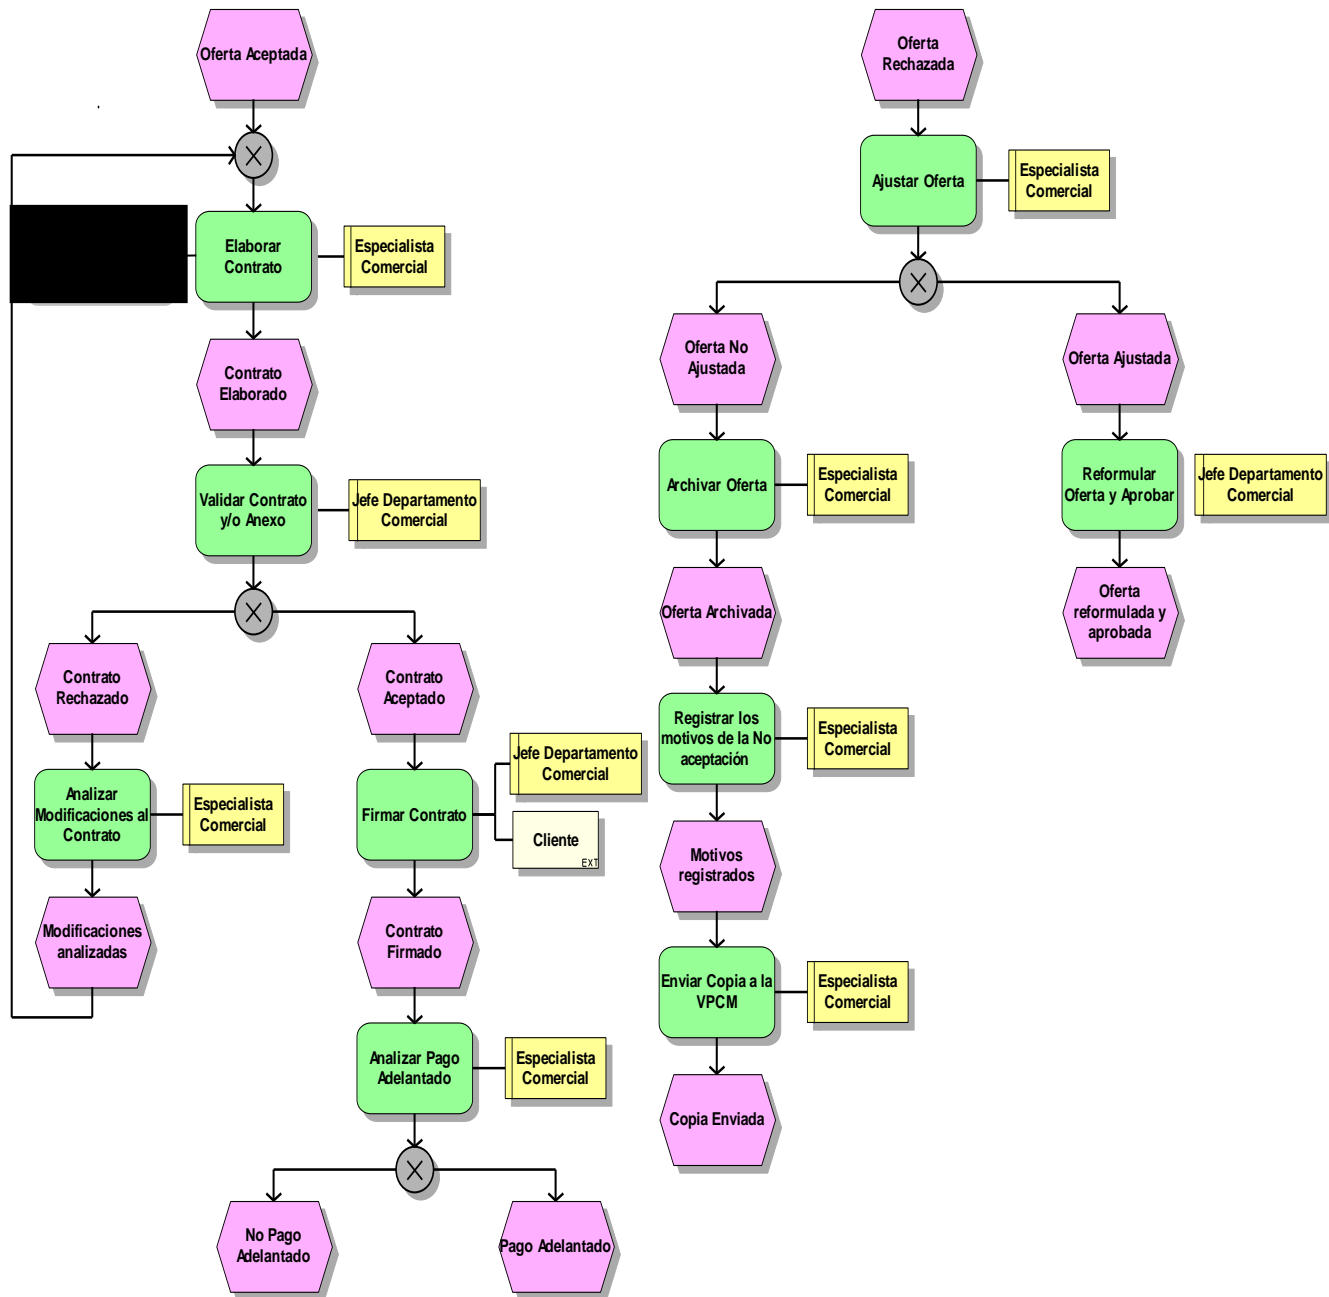 Oferta Aceptada
Elaborar
Contrato
Especialista
Comercial
Contrato
Elaborado
Validar Contrato
y/o Anexo
Jefe Departamento
Comercial
Contrato
Rechazado
Contrato
Aceptado
Analizar
Modificaciones al
Contrato
Especialista
Comercial
Firmar Contrato
Jefe Departamento
Comercial
Cliente
EXT
Modificaciones
analizadas
Contrato
Firmado
Analizar Pago
Adelantado
Especialista
Comercial
No Pago
Adelantado
Pago Adelantado
Oferta
Rechazada
Ajustar Oferta
Especialista
Comercial
Oferta No
Ajustada
Oferta Ajustada
Archivar Oferta
Especialista
Comercial
Reformular
Oferta y Aprobar
Jefe Departamento
Comercial
Oferta Archivada
Oferta
reformulada y
aprobada
Registrar los
motivos de la No
aceptación
Especialista
Comercial
Motivos
registrados
Enviar Copia a la
VPCM
Especialista
Comercial
Copia Enviada